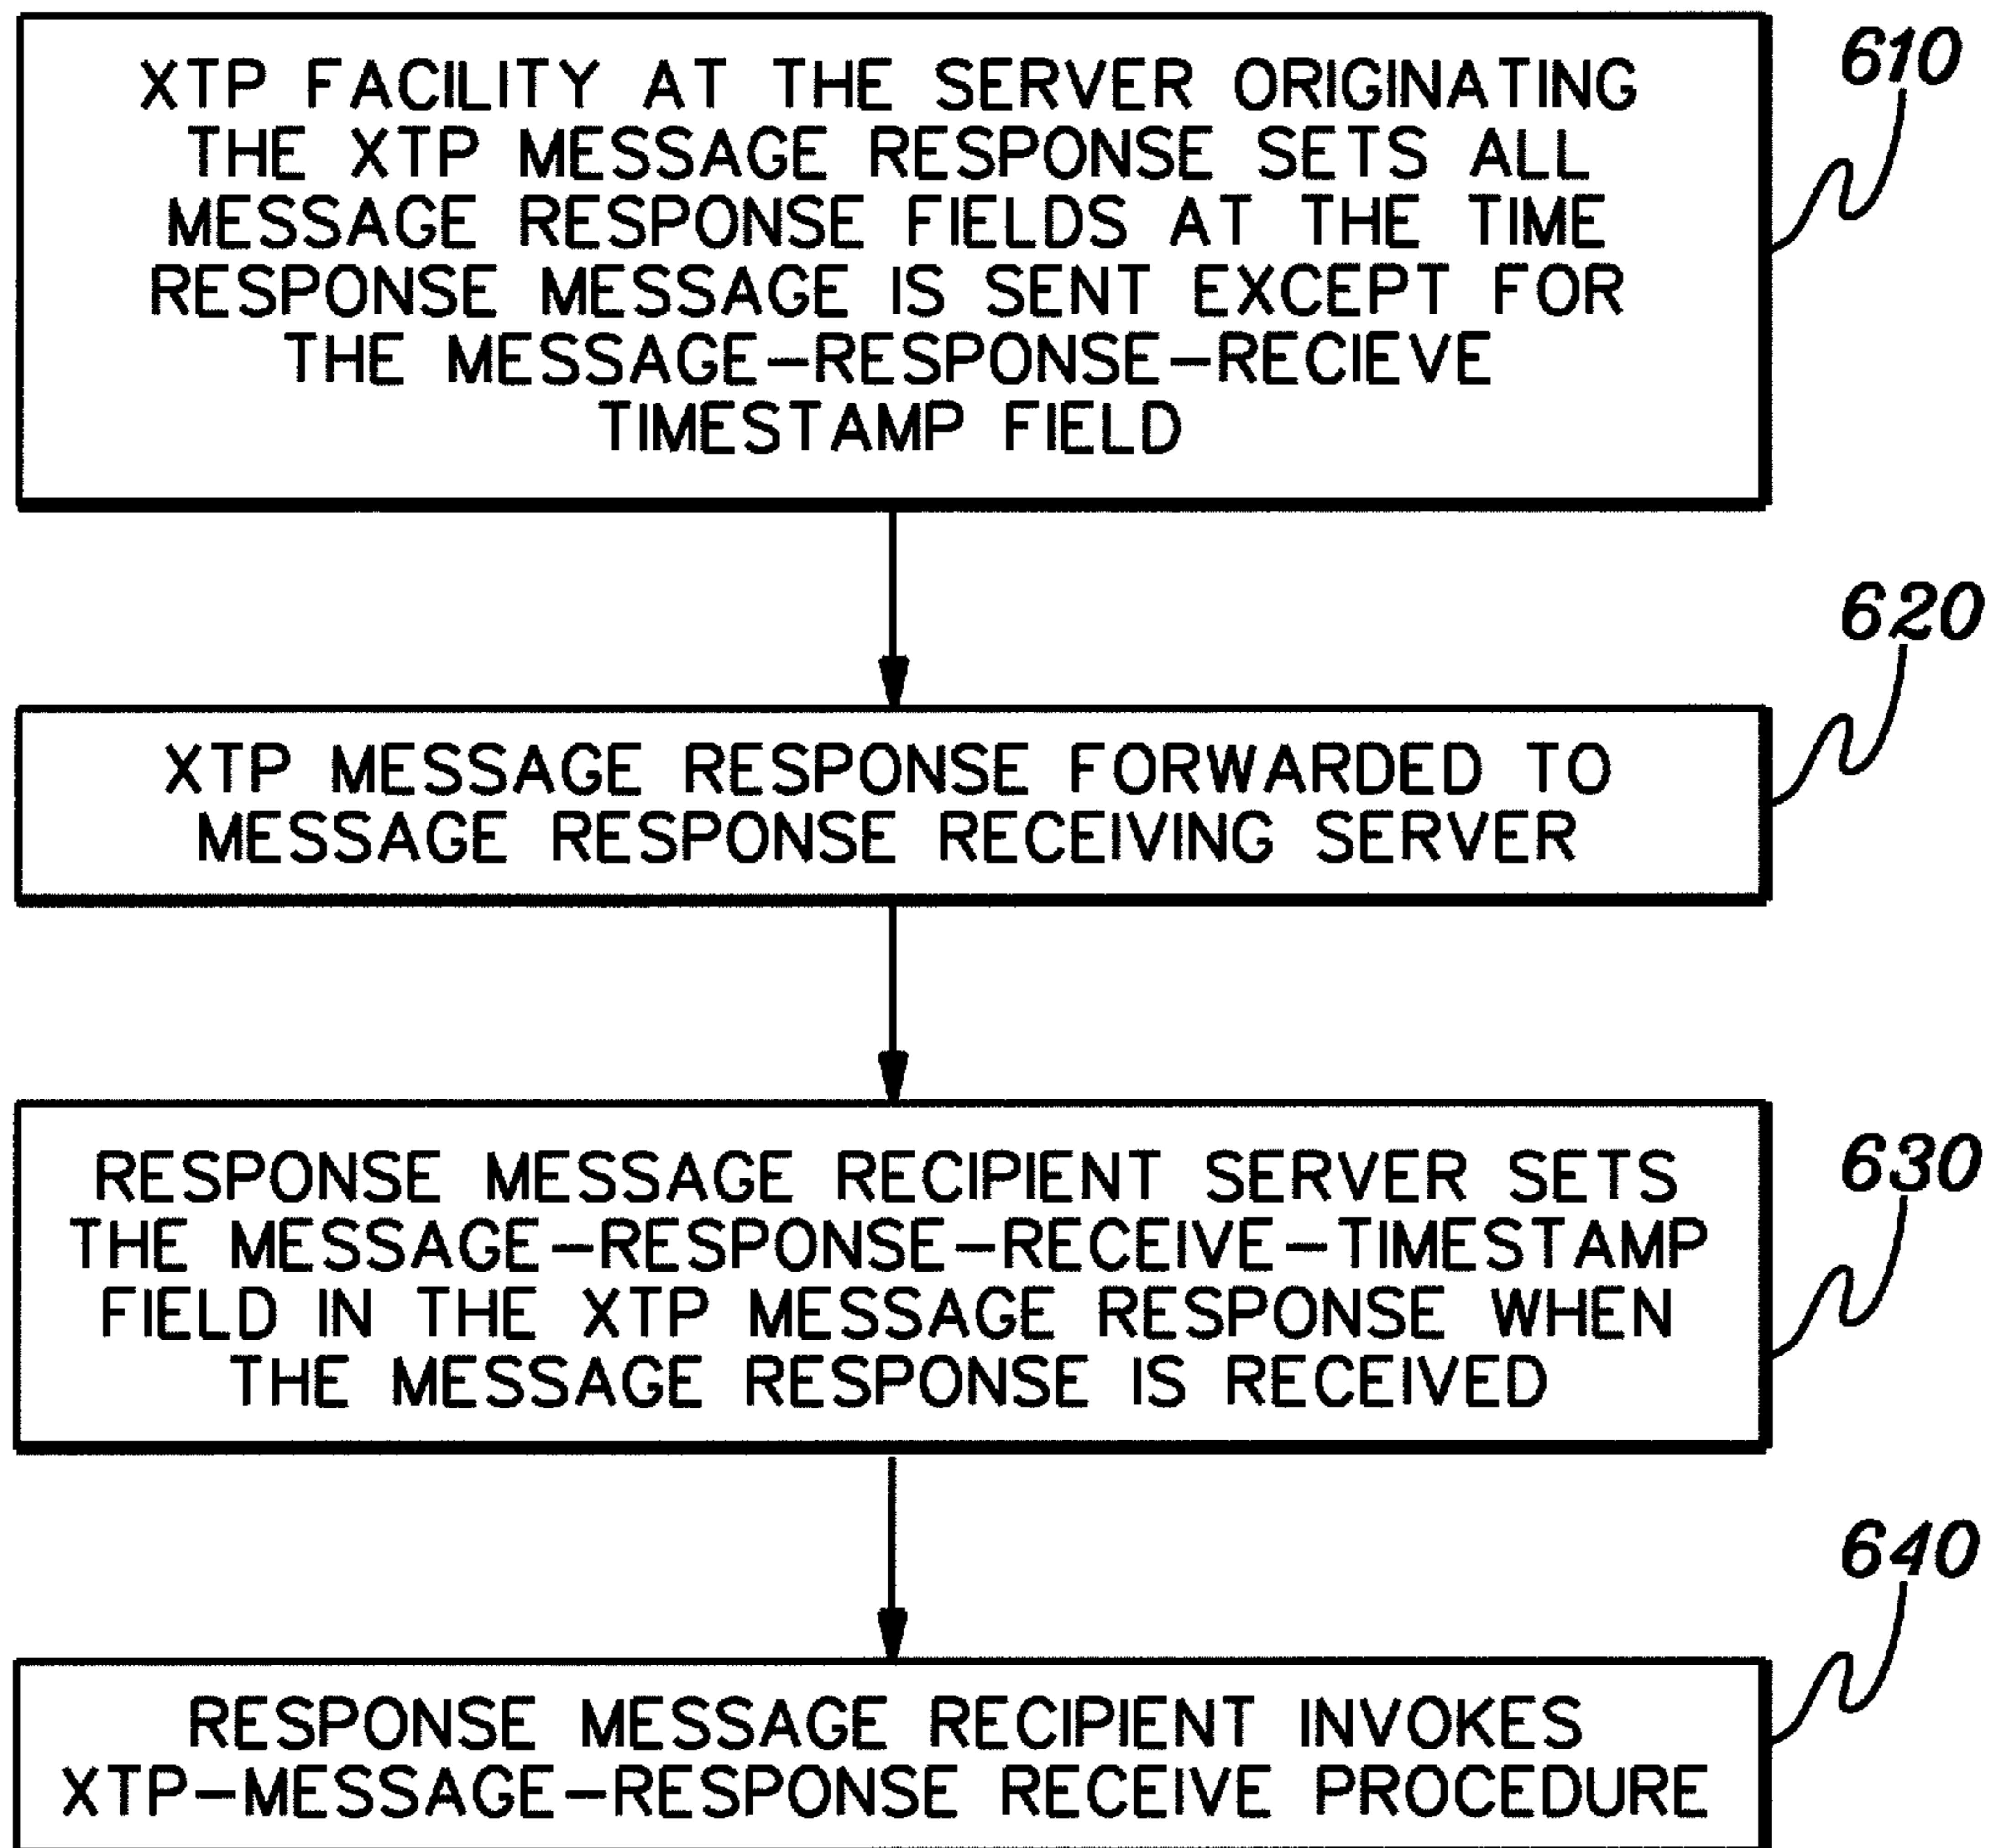 XTP FACILITY AT THE SERVER ORIGINATING
THE XTP MESSAGE RESPONSE SETS ALL
MESSAGE RESPONSE FIELDS AT THE TIME
RESPONSE MESSAGE IS SENT EXCEPT FOR
THE MESSAGE-RESPONSE-RECIEVE
TIMESTAMP FIELD
610
620
XTP MESSAGE RESPONSE FORWARDED TO
MESSAGE RESPONSE RECEIVING SERVER
630
RESPONSE MESSAGE RECIPIENT SERVER SETS
THE MESSAGE-RESPONSE-RECEIVE-TIMESTAMP
FIELD IN THE XTP MESSAGE RESPONSE WHEN
THE MESSAGE RESPONSE IS RECEIVED
640
RESPONSE MESSAGE RECIPIENT INVOKES
XTP-MESSAGE-RESPONSE RECEIVE PROCEDURE